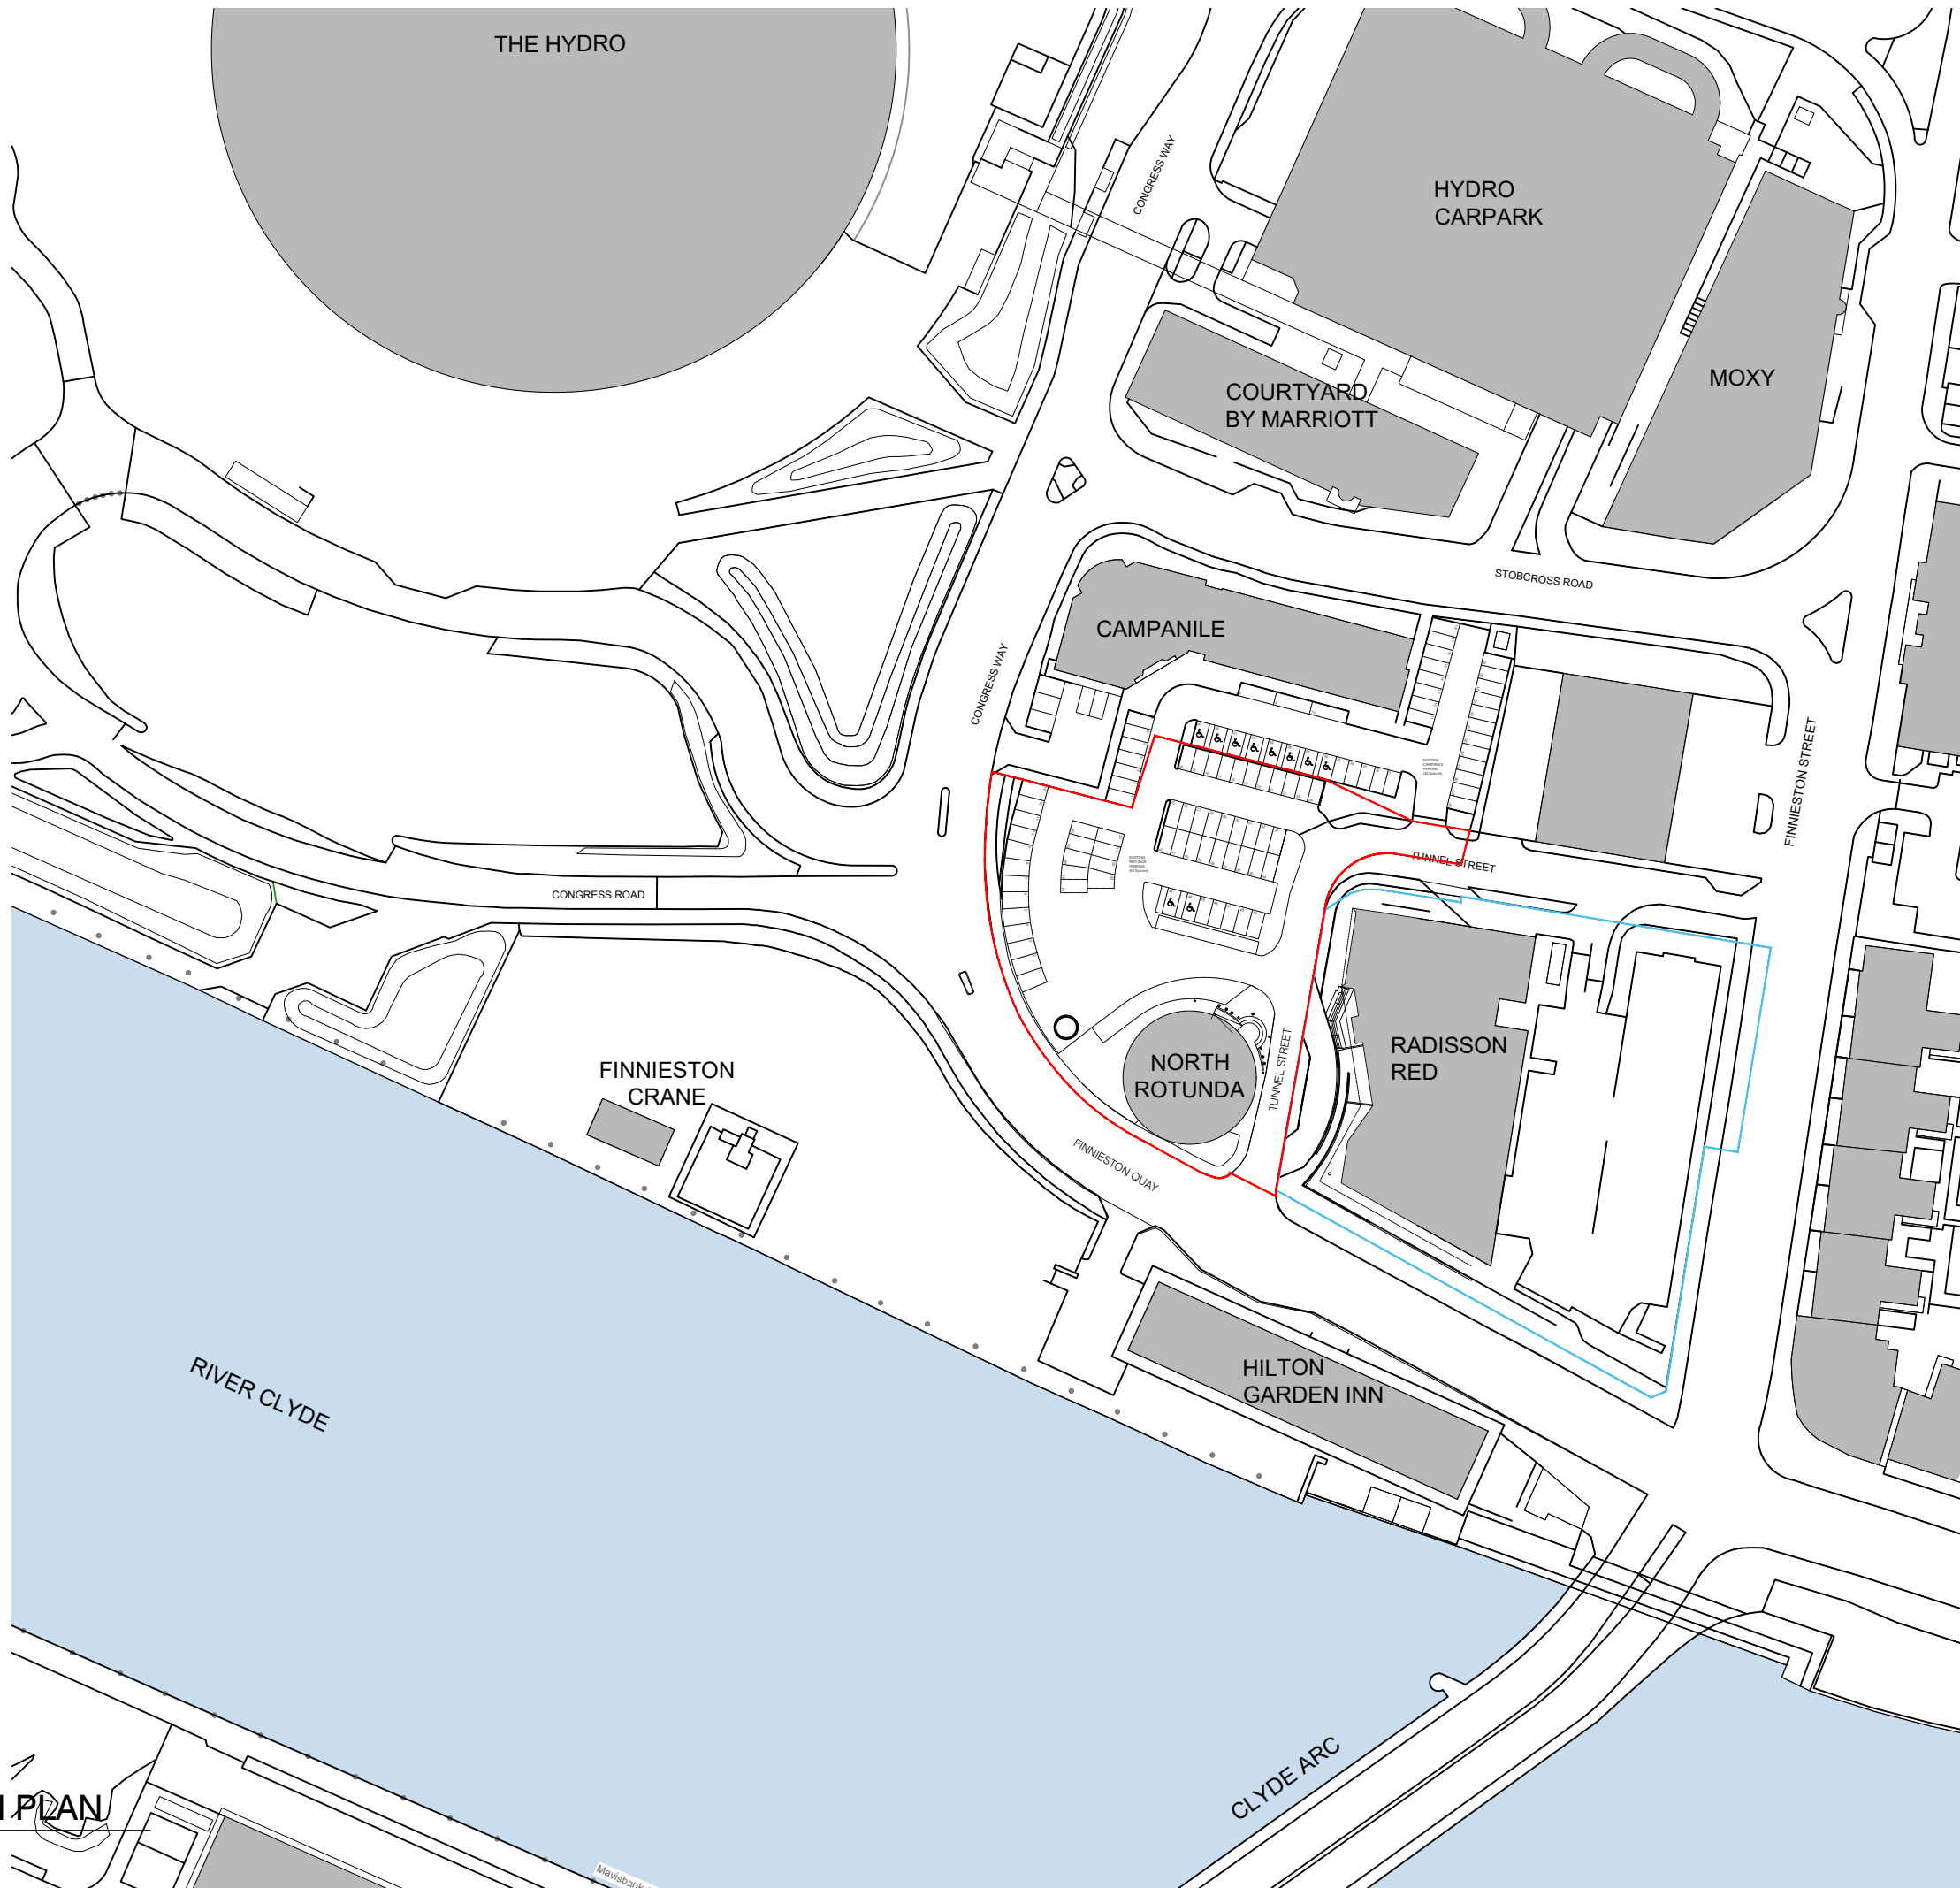 THE HYDRO
CONGRESS WAY
HYDRO
CARPARK
MOXY
COURTYARD
BY MARRIOTT
STOBCROSS ROAD
CAMPANILE
CONGRESS WAY
FINNIESTON STREET
TUNNEL STREET
CONGRESS ROAD
FINNIESTON
CRANE
NORTH
ROTUNDA
TUNNEL STREET
RADISSON
RED
FINNIESTON QUAY
HILTON
GARDEN INN
RIVER CLYDE
CLYDE ARC
PLAN
Mavisbank